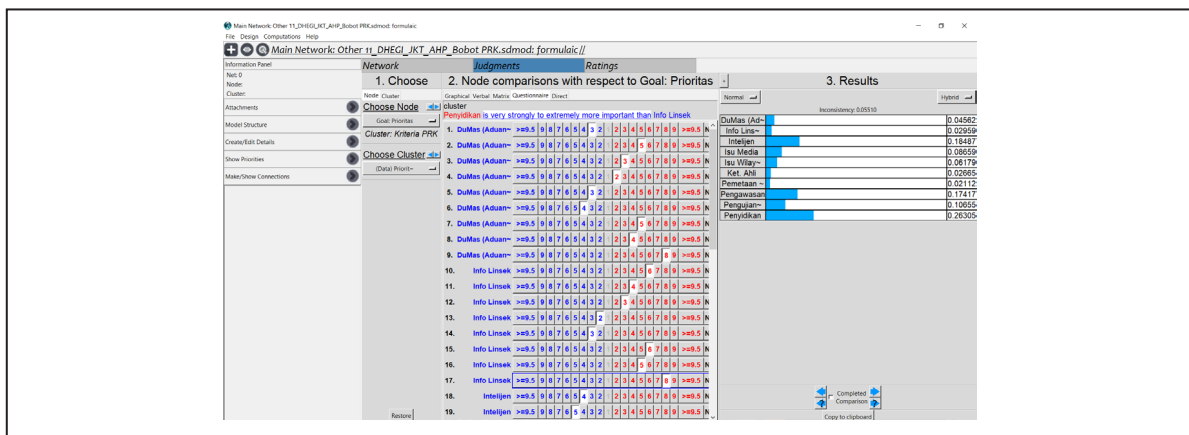 Main Network: Other 11_DHEGI_JKT_AHP_Bobot PRK.sdmod: formulaic
File Design Computations Help
Main Network: Other 11_DHEGI_JKT_AHP_Bobot PRK.sdmod: formulaic //
Information Panel
Net: 0
Node:
Cluster:
Attachments
Model Structure
Create/Edit Details
Show Priorities
Make/Show Connections
Network
Judgments
Ratings
1. Choose
Node Cluster
Choose Node
Goal: Prioritas
Cluster: Kriteria PRK
Choose Cluster
(Data) Priorit~
Restore
2. Node comparisons with respect to Goal: Prioritas
Graphical Verbal Matrix Questionnaire Direct
cluster
Penyidikan is very strongly to extremely more important than Info Linsek
1. DuMas (Aduan~ >=9.5 9 8 7 6 5 4 3 2 2 3 4 5 6 7 8 9 >=9.5 N
2. DuMas (Aduan~ >=9.5 9 8 7 6 5 4 3 2 2 3 4 5 6 7 8 9 >=9.5 N
3. DuMas (Aduan~ >=9.5 9 8 7 6 5 4 3 2 2 3 4 5 6 7 8 9 >=9.5 N
4. DuMas (Aduan~ >=9.5 9 8 7 6 5 4 3 2 2 3 4 5 6 7 8 9 >=9.5 N
5. DuMas (Aduan~ >=9.5 9 8 7 6 5 4 3 2 2 3 4 5 6 7 8 9 >=9.5 N
6. DuMas (Aduan~ >=9.5 9 8 7 6 5 4 3 2 2 3 4 5 6 7 8 9 >=9.5 N
7. DuMas (Aduan~ >=9.5 9 8 7 6 5 4 3 2 2 3 4 5 6 7 8 9 >=9.5 N
8. DuMas (Aduan~ >=9.5 9 8 7 6 5 4 3 2 2 3 4 5 6 7 8 9 >=9.5 N
9. DuMas (Aduan~ >=9.5 9 8 7 6 5 4 3 2 2 3 4 5 6 7 8 9 >=9.5 N
10. Info Linsek >=9.5 9 8 7 6 5 4 3 2 2 3 4 5 6 7 8 9 >=9.5 N
11. Info Linsek >=9.5 9 8 7 6 5 4 3 2 2 3 4 5 6 7 8 9 >=9.5 N
12. Info Linsek >=9.5 9 8 7 6 5 4 3 2 2 3 4 5 6 7 8 9 >=9.5 N
13. Info Linsek >=9.5 9 8 7 6 5 4 3 2 2 3 4 5 6 7 8 9 >=9.5 N
14. Info Linsek >=9.5 9 8 7 6 5 4 3 2 2 3 4 5 6 7 8 9 >=9.5 N
15. Info Linsek >=9.5 9 8 7 6 5 4 3 2 2 3 4 5 6 7 8 9 >=9.5 N
16. Info Linsek >=9.5 9 8 7 6 5 4 3 2 2 3 4 5 6 7 8 9 >=9.5 N
17. Info Linsek >=9.5 9 8 7 6 5 4 3 2 2 3 4 5 6 7 8 9 >=9.5 N
18. Intelijen >=9.5 9 8 7 6 5 4 3 2 2 3 4 5 6 7 8 9 >=9.5 N
19. Intelijen >=9.5 9 8 7 6 5 4 3 2 2 3 4 5 6 7 8 9 >=9.5 N
3. Results
Normal
Hybrid
Inconsistency: 0.05510
DuMas (Ad~ 0.04562
Info Lins~ 0.02959
Intelijen 0.18487
Isu Media 0.08659
Isu Wilay~ 0.06179
Ket. Ahli 0.02665
Pemetaan ~ 0.02112
Pengawasan 0.17417
Pengujian~ 0.10655
Penyidikan 0.26305
Completed
Comparison
Copy to clipboard